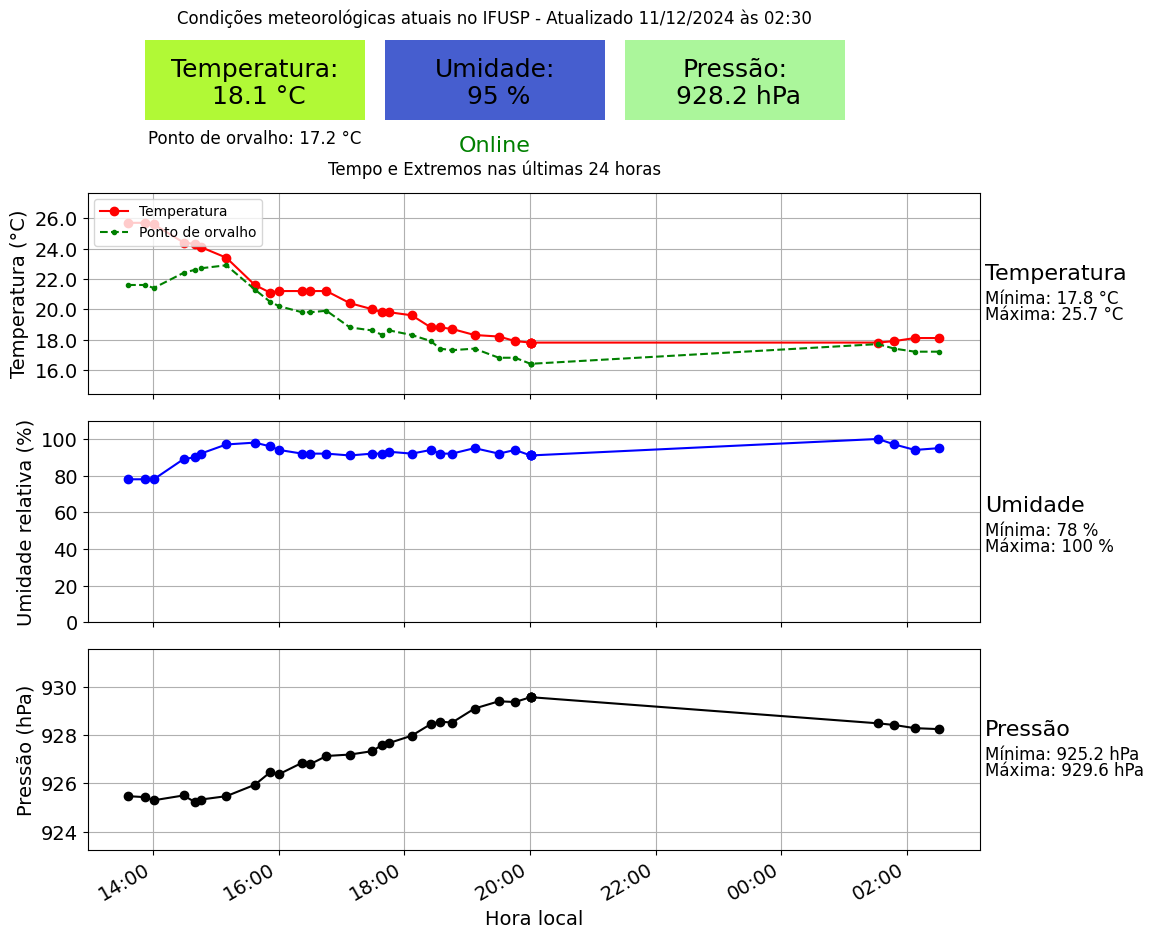 Condições meteorológicas atuais no IFUSP - Atualizado 11/12/2024 às 02:30
Temperatura:
18.1 °C
Umidade:
95 %
Pressão:
928.2 hPa
Ponto de orvalho: 17.2 °C
Online
Tempo e Extremos nas últimas 24 horas
Temperatura (°C)
26.0
24.0
22.0
20.0
18.0
16.0
Temperatura
Ponto de orvalho
Temperatura
Mínima: 17.8 °C
Máxima: 25.7 °C
Umidade relativa (%)
100
80
60
40
20
0
Umidade
Mínima: 78 %
Máxima: 100 %
Pressão (hPa)
930
928
926
924
Pressão
Mínima: 925.2 hPa
Máxima: 929.6 hPa
14:00
16:00
18:00
20:00
22:00
00:00
02:00
Hora local